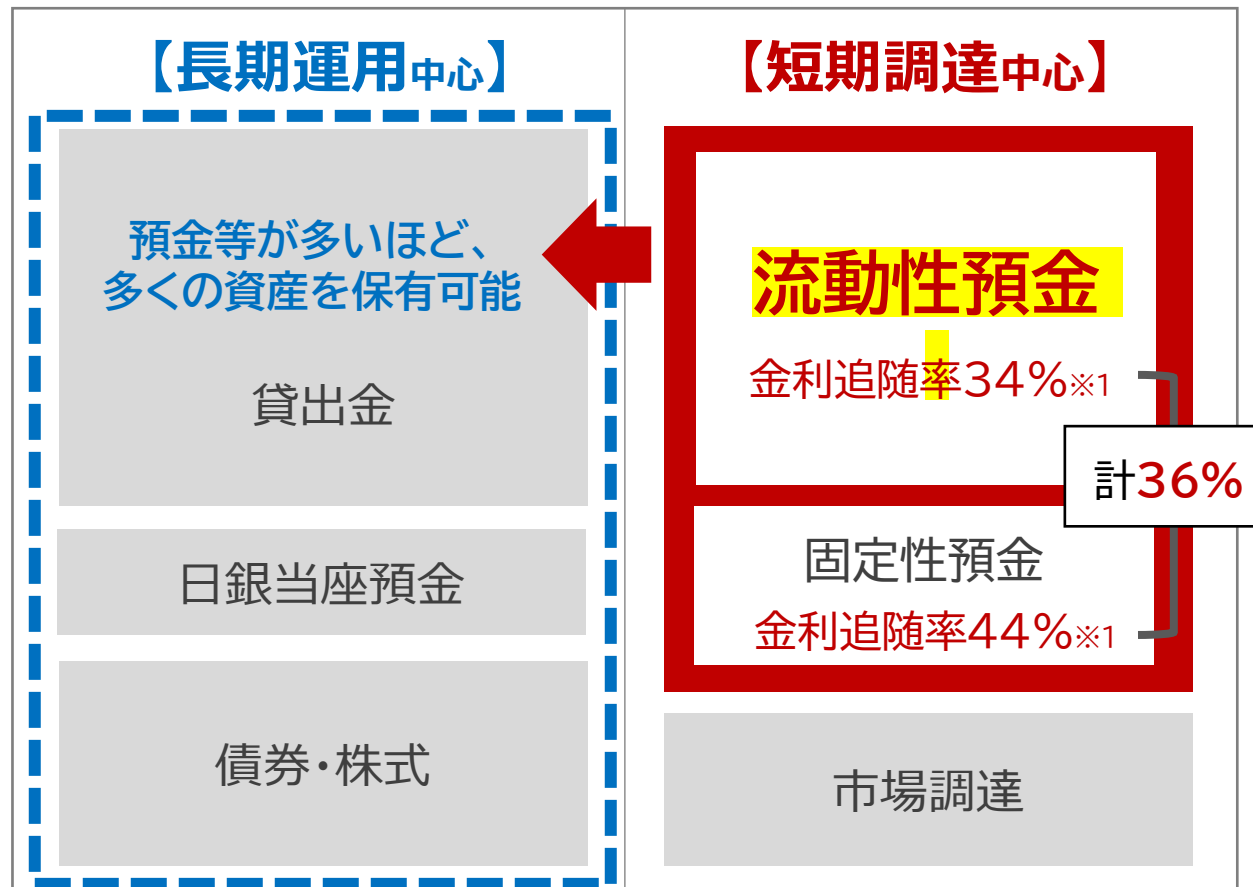 【長期運用中心】
預金等が多いほど、
多くの資産を保有可能
貸出金
日銀当座預金
債券・株式
【短期調達中心】
流動性預金
金利追随率34%※1
計36%
固定性預金
金利追随率44%※1
市場調達